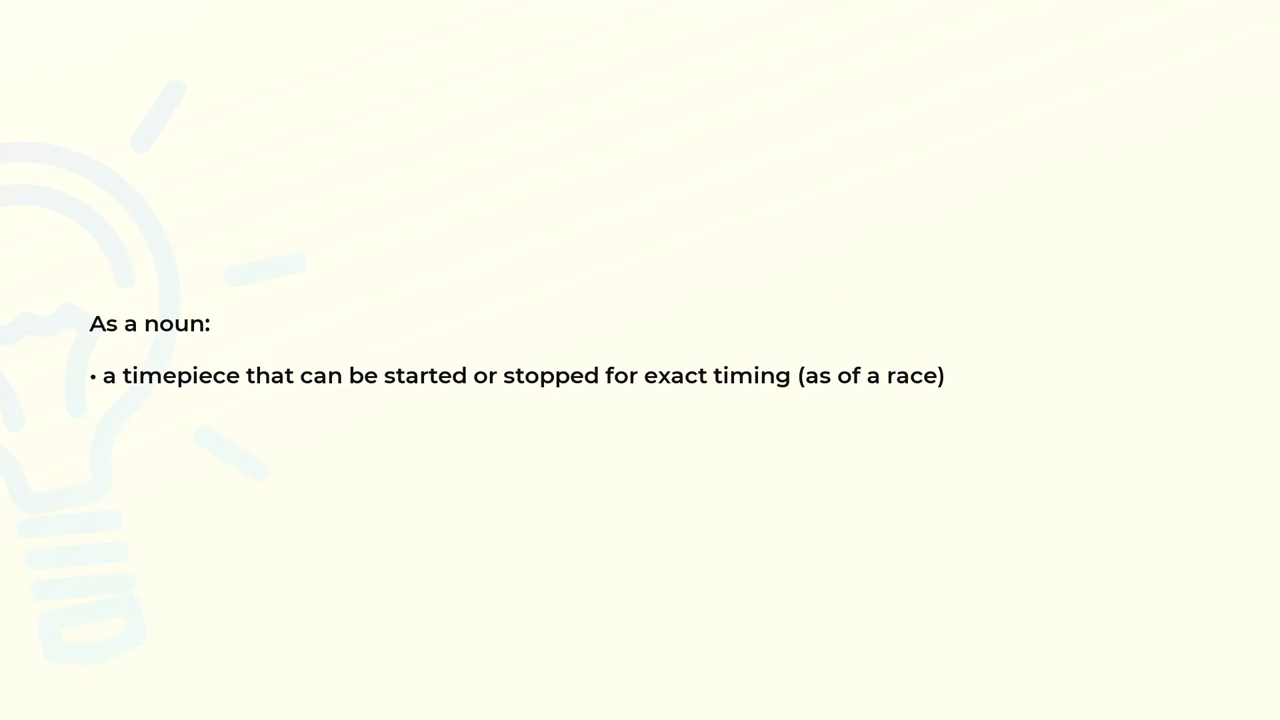 As a noun:
• a timepiece that can be started or stopped for exact timing (as of a race)